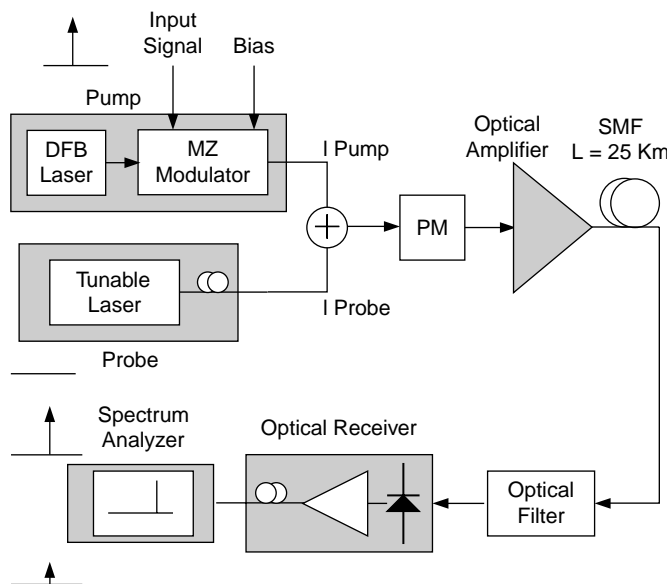 Input
Signal
Bias
Pump
DFB
Laser
MZ
Modulator
I Pump
Optical
Amplifier
SMF
L = 25 Km
PM
Tunable
Laser
I Probe
Probe
Spectrum
Analyzer
Optical Receiver
Optical
Filter